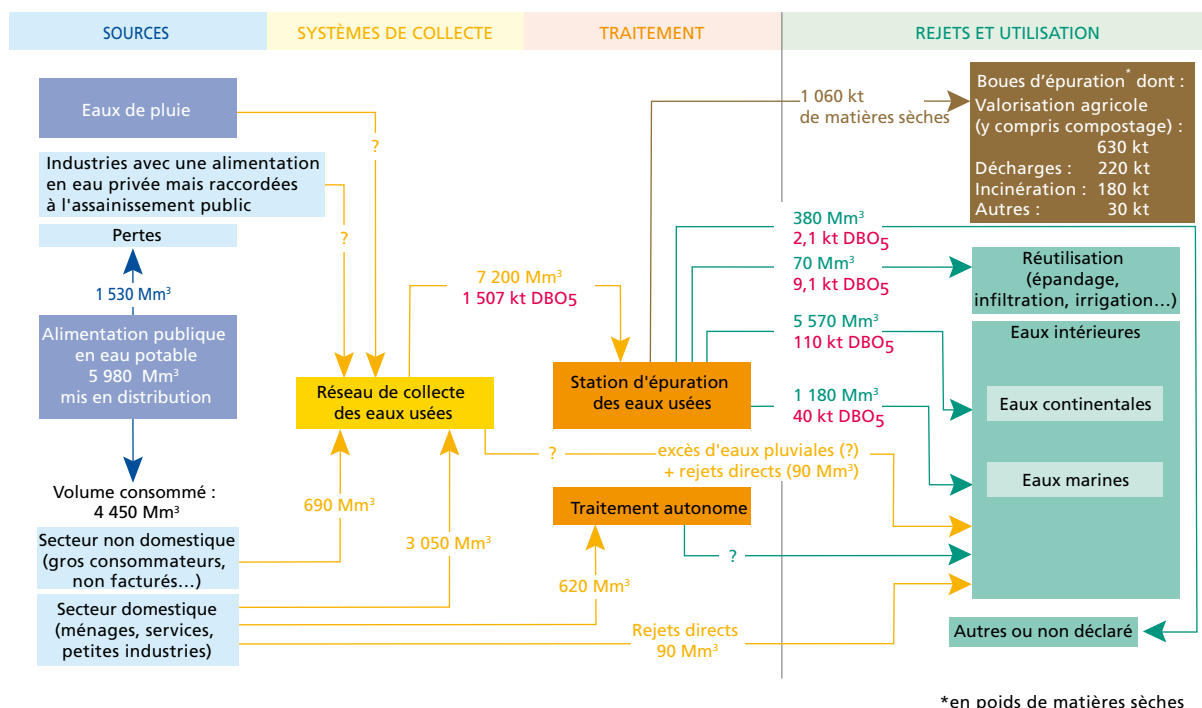 SOURCES
SYSTÈMES DE COLLECTE
TRAITEMENT
REJETS ET UTILISATION
Eaux de pluie
?
Industries avec une alimentation
en eau privée mais raccordées
à l'assainissement public
?
Pertes
1 530 Mm³
Alimentation publique
en eau potable
5 980 Mm³
mis en distribution
Volume consommé :
4 450 Mm³
Secteur non domestique
(gros consommateurs,
non facturés…)
Secteur domestique
(ménages, services,
petites industries)
Réseau de collecte
des eaux usées
690 Mm³
3 050 Mm³
7 200 Mm³
1 507 kt DBO5
Station d'épuration
des eaux usées
?
excès d'eaux pluviales (?)
+ rejets directs (90 Mm³)
Traitement autonome
620 Mm³
?
Rejets directs
90 Mm³
1 060 kt
de matières sèches
380 Mm³
2,1 kt DBO5
70 Mm³
9,1 kt DBO5
5 570 Mm³
110 kt DBO5
1 180 Mm³
40 kt DBO5
Boues d'épuration* dont :
Valorisation agricole
(y compris compostage) :
630 kt
Décharges : 220 kt
Incinération : 180 kt
Autres : 30 kt
Réutilisation
(épandage,
infiltration, irrigation…)
Eaux intérieures
Eaux continentales
Eaux marines
Autres ou non déclaré
*en poids de matières sèches